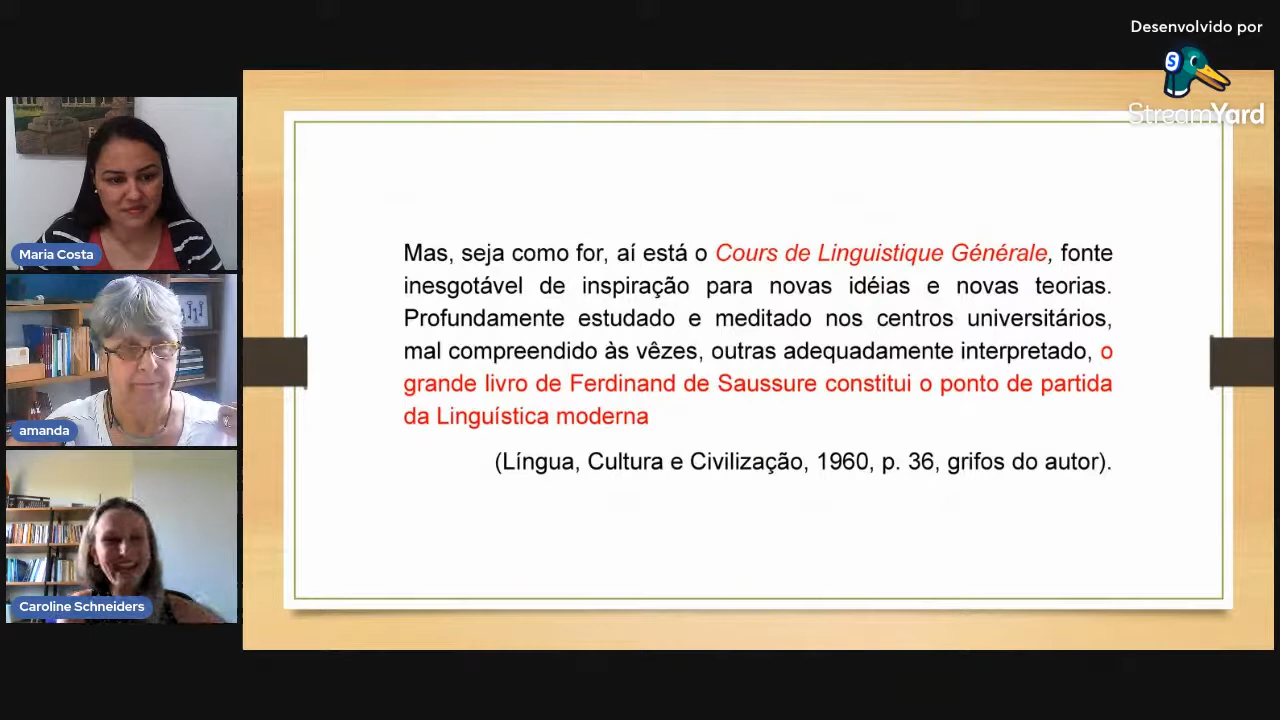 Desenvolvido por
S
StreamYard
Maria Costa
amanda
Caroline Schneiders
Mas, seja como for, aí está o Cours de Linguistique Générale, fonte
inesgotável de inspiração para novas idéias e novas teorias.
Profundamente estudado e meditado nos centros universitários,
mal compreendido às vêzes, outras adequadamente interpretado, o
grande livro de Ferdinand de Saussure constitui o ponto de partida
da Linguística moderna
(Língua, Cultura e Civilização, 1960, p. 36, grifos do autor).